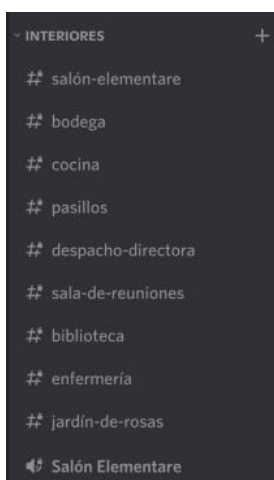 INTERIORES
salón-elementare
bodega
cocina
pasillos
despacho-directora
sala-de-reuniones
biblioteca
enfermería
jardín-de-rosas
Salón Elementare